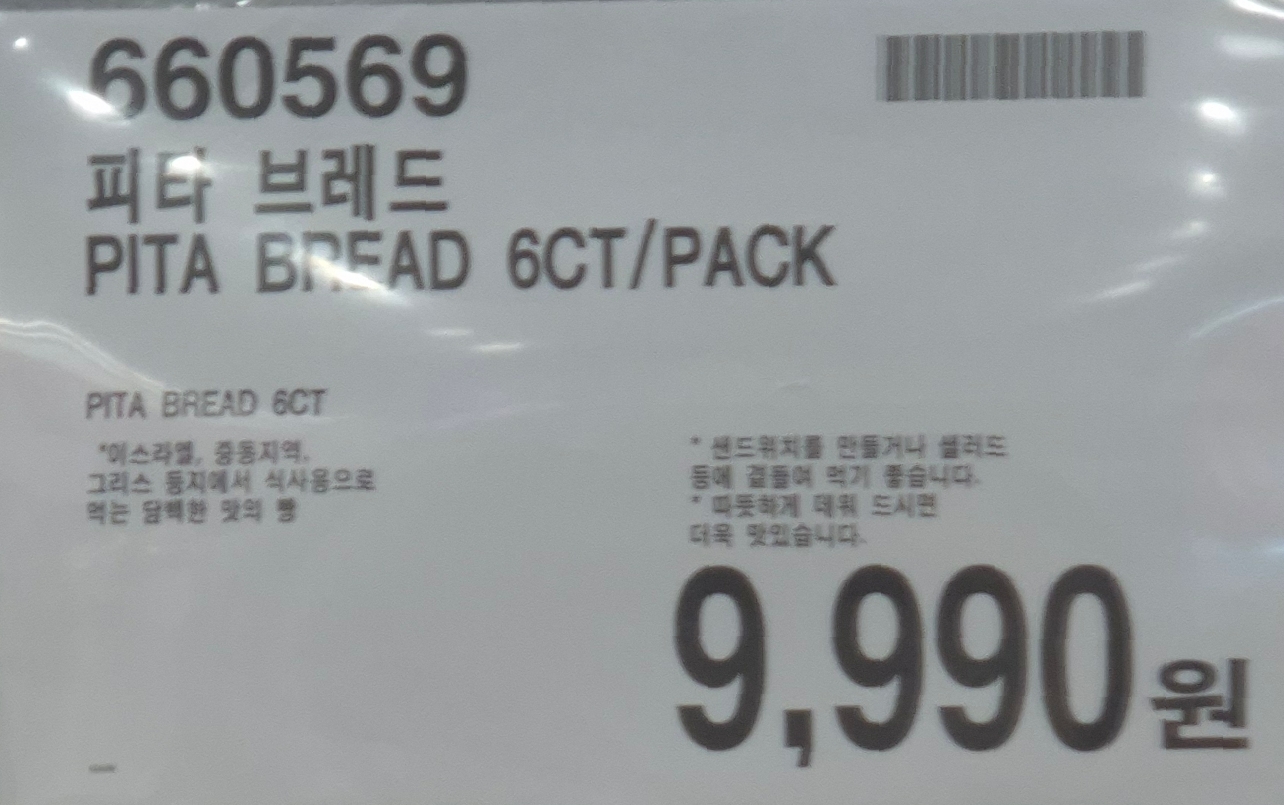 660569
피타 브레드
PITA BREAD 6CT/PACK
PITA BREAD 6CT
*이스라엘, 중동지역,
그리스 등지에서 식사용으로
먹는 담백한 맛의 빵
* 샌드위치를 만들거나 샐러드
등에 곁들여 먹기 좋습니다.
* 따뜻하게 데워 드시면
더욱 맛있습니다.
9,990원